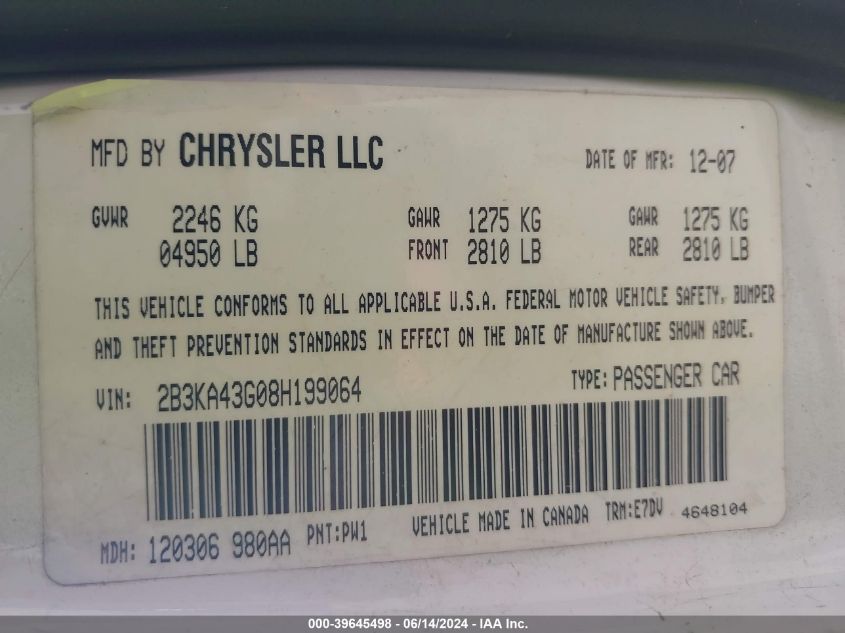 MFD BY CHRYSLER LLC DATE OF MFR: 12-07
GVWR 2246 KG GAWR 1275 KG GAWR 1275 KG
04950 LB FRONT 2810 LB REAR 2810 LB
THIS VEHICLE CONFORMS TO ALL APPLICABLE U.S.A. FEDERAL MOTOR VEHICLE SAFETY, BUMPER
AND THEFT PREVENTION STANDARDS IN EFFECT ON THE DATE OF MANUFACTURE SHOWN ABOVE.
VIN: 2B3KA43G08H199064 TYPE: PASSENGER CAR
MDH: 120306 980AA PNT:PW1 VEHICLE MADE IN CANADA TRM:E7DV 4648104
000-39645498 - 06/14/2024 - IAA Inc.